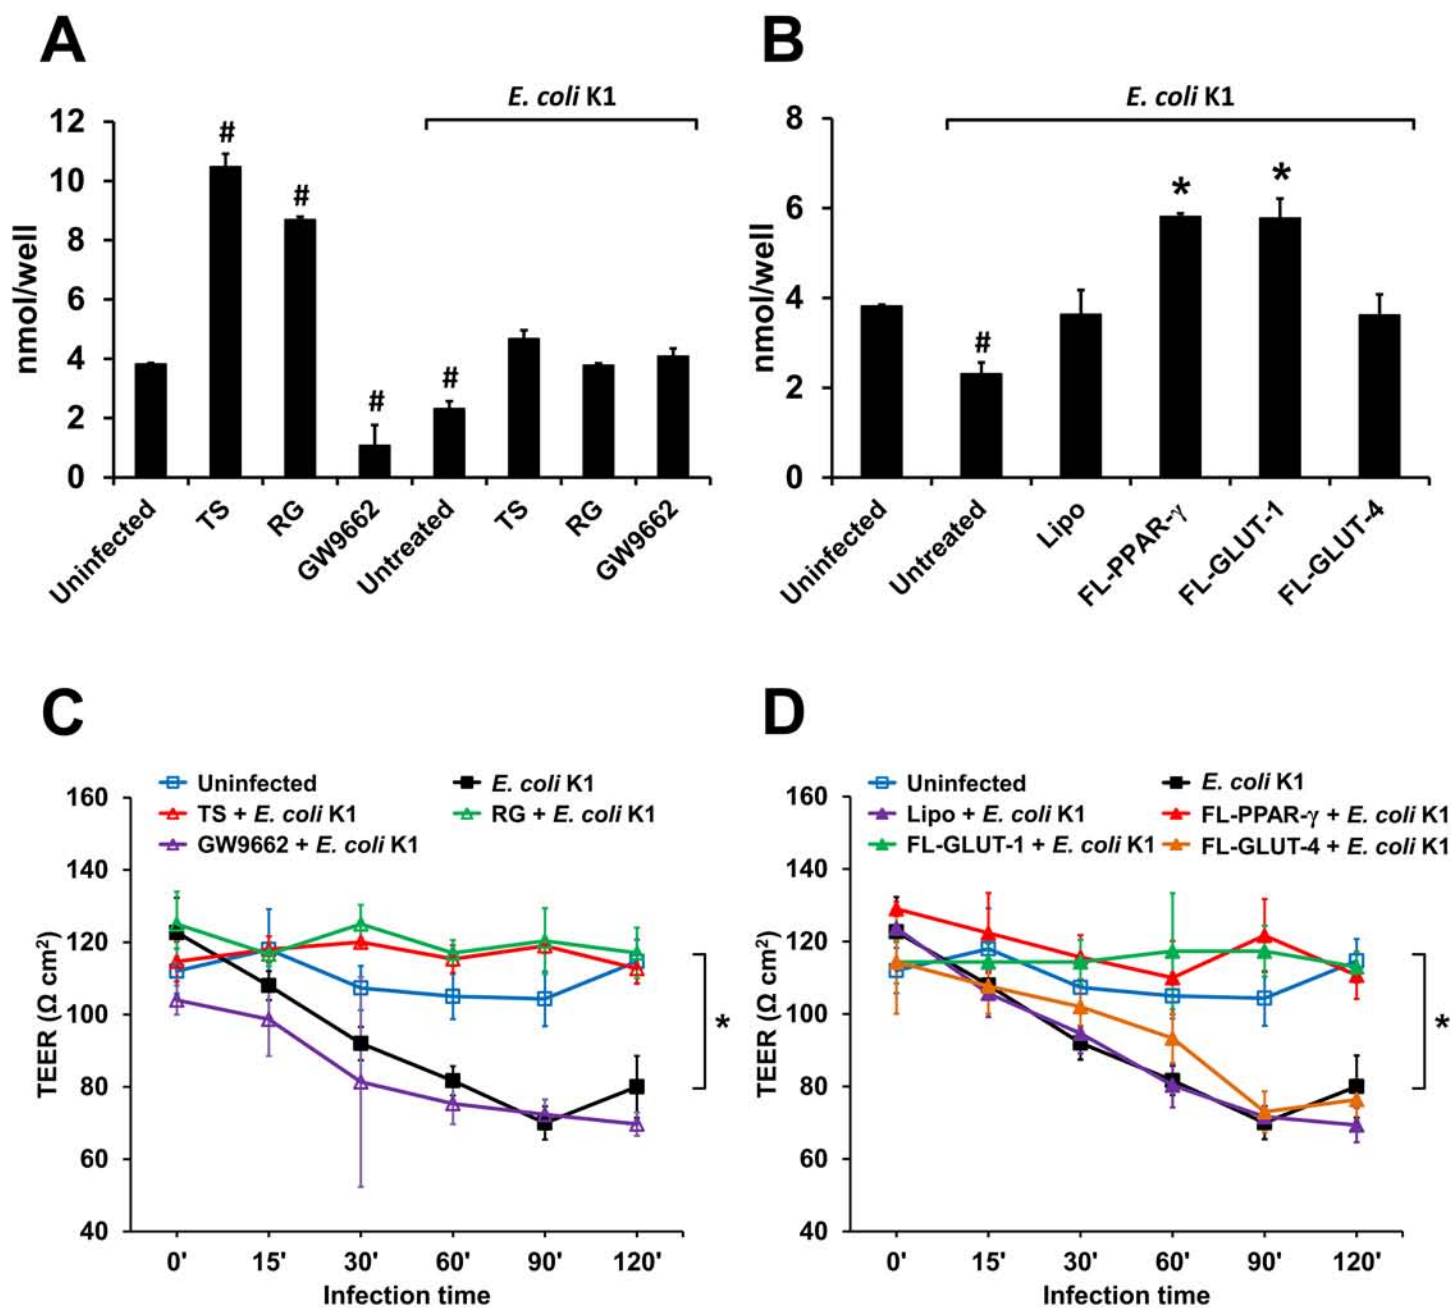 A
E. coli K1
12
10
8
6
4
2
0
nmol/well
#
#
#
#
Uninfected
TS
RG
GW9662
Untreated
TS
RG
GW9662
B
E. coli K1
8
6
4
2
0
nmol/well
#
*
*
Uninfected
Untreated
Lipo
FL-PPAR-γ
FL-GLUT-1
FL-GLUT-4
C
Uninfected
E. coli K1
TS + E. coli K1
RG + E. coli K1
GW9662 + E. coli K1
160
140
120
100
80
60
40
TEER (Ω cm²)
*
0'
15'
30'
60'
90'
120'
Infection time
D
Uninfected
E. coli K1
Lipo + E. coli K1
FL-PPAR-γ + E. coli K1
FL-GLUT-1 + E. coli K1
FL-GLUT-4 + E. coli K1
160
140
120
100
80
60
40
TEER (Ω cm²)
*
0'
15'
30'
60'
90'
120'
Infection time